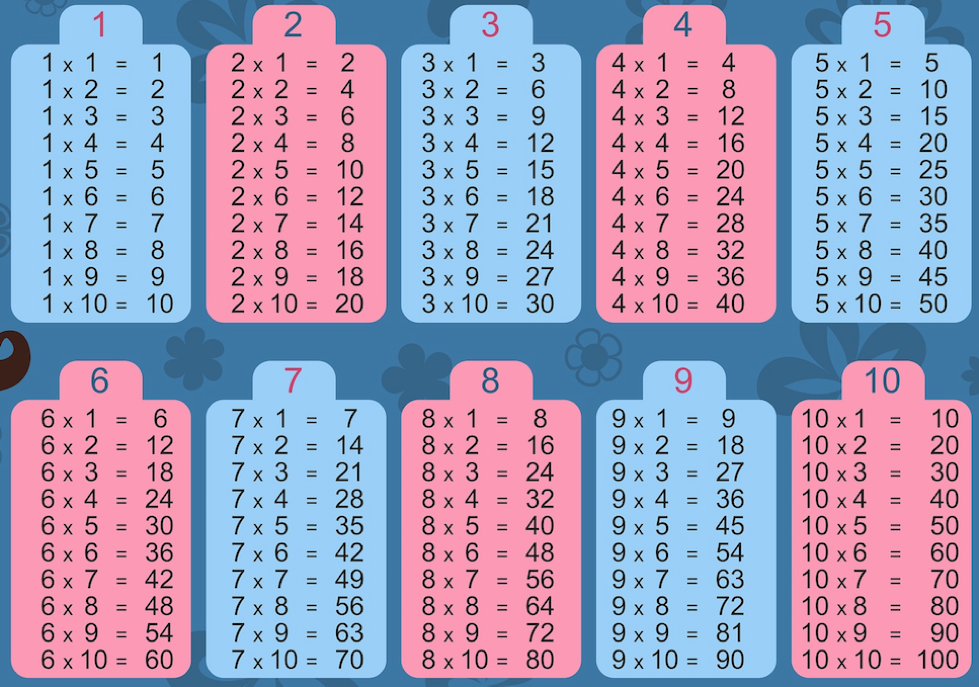 1
1 x 1 = 1
1 x 2 = 2
1 x 3 = 3
1 x 4 = 4
1 x 5 = 5
1 x 6 = 6
1 x 7 = 7
1 x 8 = 8
1 x 9 = 9
1 x 10 = 10
2
2 x 1 = 2
2 x 2 = 4
2 x 3 = 6
2 x 4 = 8
2 x 5 = 10
2 x 6 = 12
2 x 7 = 14
2 x 8 = 16
2 x 9 = 18
2 x 10 = 20
3
3 x 1 = 3
3 x 2 = 6
3 x 3 = 9
3 x 4 = 12
3 x 5 = 15
3 x 6 = 18
3 x 7 = 21
3 x 8 = 24
3 x 9 = 27
3 x 10 = 30
4
4 x 1 = 4
4 x 2 = 8
4 x 3 = 12
4 x 4 = 16
4 x 5 = 20
4 x 6 = 24
4 x 7 = 28
4 x 8 = 32
4 x 9 = 36
4 x 10 = 40
5
5 x 1 = 5
5 x 2 = 10
5 x 3 = 15
5 x 4 = 20
5 x 5 = 25
5 x 6 = 30
5 x 7 = 35
5 x 8 = 40
5 x 9 = 45
5 x 10 = 50
6
6 x 1 = 6
6 x 2 = 12
6 x 3 = 18
6 x 4 = 24
6 x 5 = 30
6 x 6 = 36
6 x 7 = 42
6 x 8 = 48
6 x 9 = 54
6 x 10 = 60
7
7 x 1 = 7
7 x 2 = 14
7 x 3 = 21
7 x 4 = 28
7 x 5 = 35
7 x 6 = 42
7 x 7 = 49
7 x 8 = 56
7 x 9 = 63
7 x 10 = 70
8
8 x 1 = 8
8 x 2 = 16
8 x 3 = 24
8 x 4 = 32
8 x 5 = 40
8 x 6 = 48
8 x 7 = 56
8 x 8 = 64
8 x 9 = 72
8 x 10 = 80
9
9 x 1 = 9
9 x 2 = 18
9 x 3 = 27
9 x 4 = 36
9 x 5 = 45
9 x 6 = 54
9 x 7 = 63
9 x 8 = 72
9 x 9 = 81
9 x 10 = 90
10
10 x 1 = 10
10 x 2 = 20
10 x 3 = 30
10 x 4 = 40
10 x 5 = 50
10 x 6 = 60
10 x 7 = 70
10 x 8 = 80
10 x 9 = 90
10 x 10 = 100